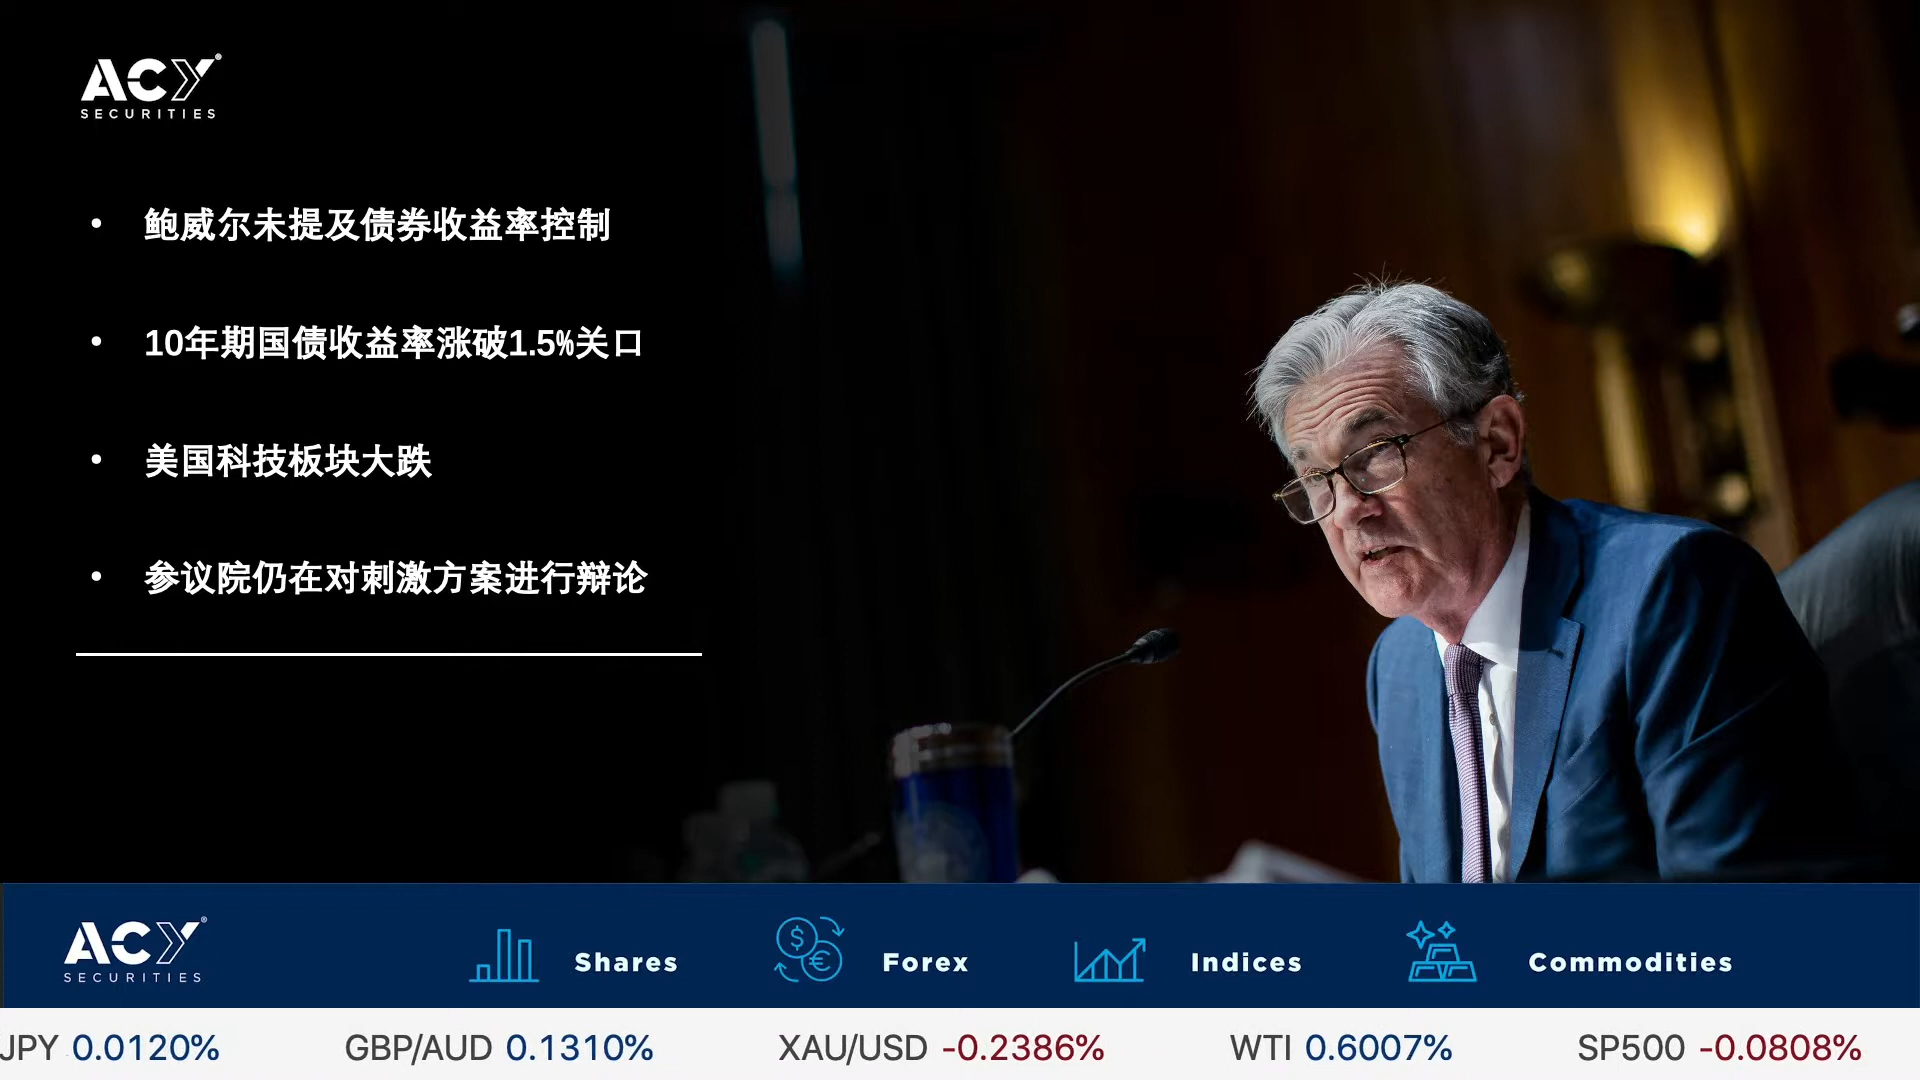 ACY®
SECURITIES
• 鲍威尔未提及债券收益率控制
• 10年期国债收益率涨破1.5%关口
• 美国科技板块大跌
• 参议院仍在对刺激方案进行辩论
ACY®
SECURITIES
Shares
$
€
Forex
Indices
Commodities
JPY 0.0120% GBP/AUD 0.1310% XAU/USD -0.2386% WTI 0.6007% SP500 -0.0808%